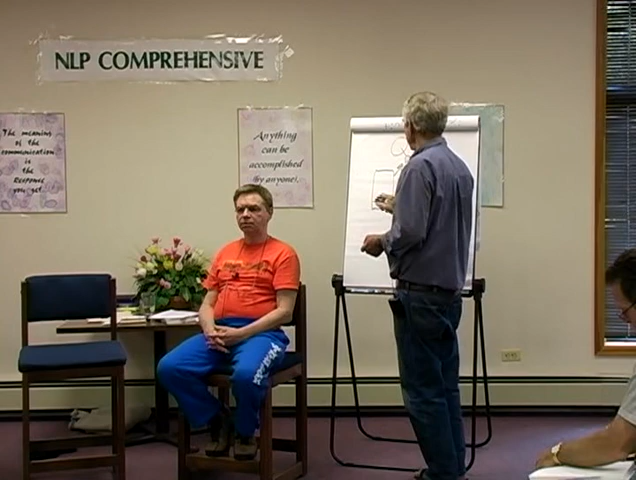 NLP COMPREHENSIVE
The meaning
of the
communication
is
the
Response
you get.
Anything
can be
accomplished
by anyone!.